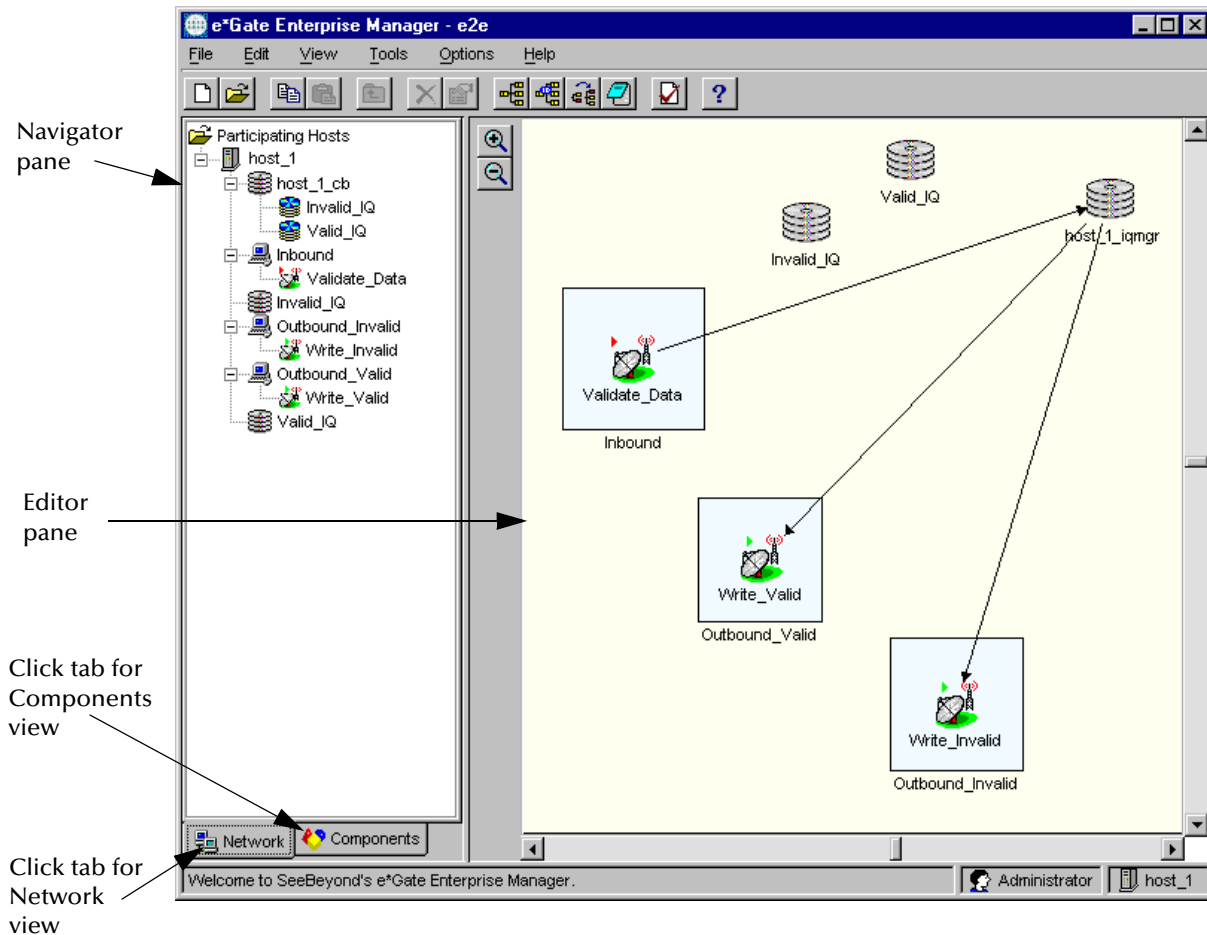 e*Gate Enterprise Manager - e2e
File Edit View Tools Options Help
?
Navigator
pane
Participating Hosts
host_1
host_1_cb
Invalid_IQ
Valid_IQ
Inbound
Validate_Data
Invalid_IQ
Outbound_Invalid
Write_Invalid
Outbound_Valid
Write_Valid
Valid_IQ
Valid_IQ
Invalid_IQ
host_1_iqmgr
Validate_Data
Inbound
Editor
pane
Write_Valid
Outbound_Valid
Write_Invalid
Outbound_Invalid
Click tab for
Components
view
Network
Components
Click tab for
Network
view
Welcome to SeeBeyond's e*Gate Enterprise Manager.
Administrator
host_1